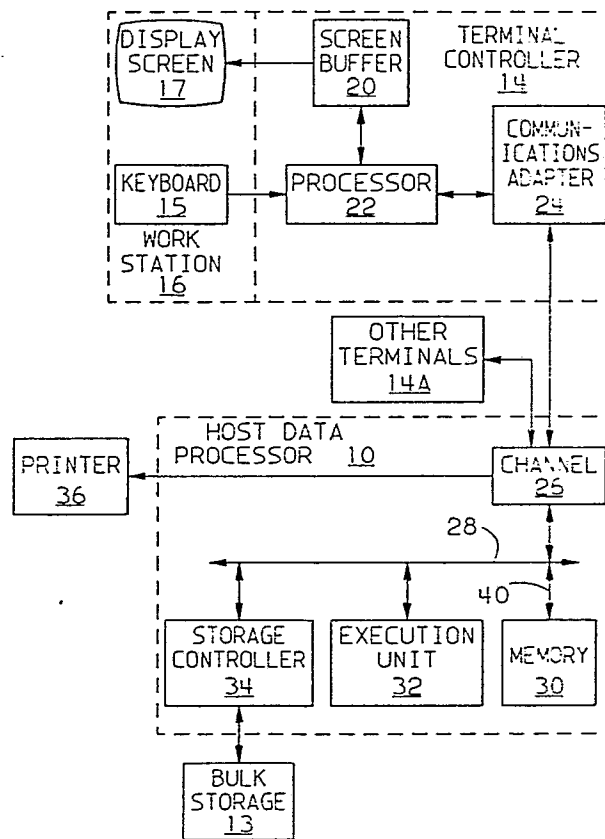 DISPLAY
SCREEN
17
SCREEN
BUFFER
20
TERMINAL
CONTROLLER
14
KEYBOARD
15
PROCESSOR
22
COMMUN-
ICATIONS
ADAPTER
24
WORK
STATION
16
OTHER
TERMINALS
14A
HOST DATA
PROCESSOR 10
PRINTER
36
CHANNEL
26
28
40
STORAGE
CONTROLLER
34
EXECUTION
UNIT
32
MEMORY
30
BULK
STORAGE
13